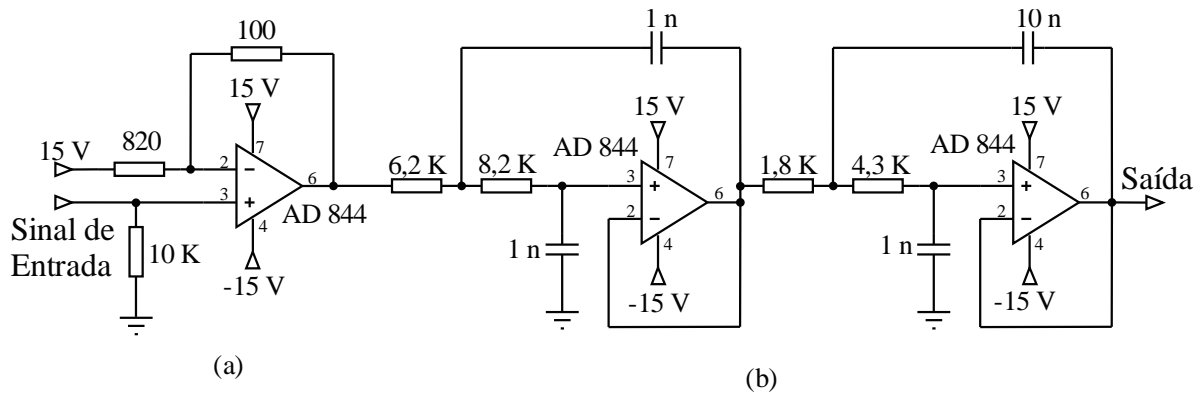 100
15 V
15 V
820
2
3
7
6
4
AD 844
Sinal de
Entrada
10 K
-15 V
(a)
1 n
15 V
AD 844
6,2 K
8,2 K
3
2
7
6
4
1 n
-15 V
10 n
15 V
AD 844
1,8 K
4,3 K
3
2
7
6
4
1 n
-15 V
Saída
(b)